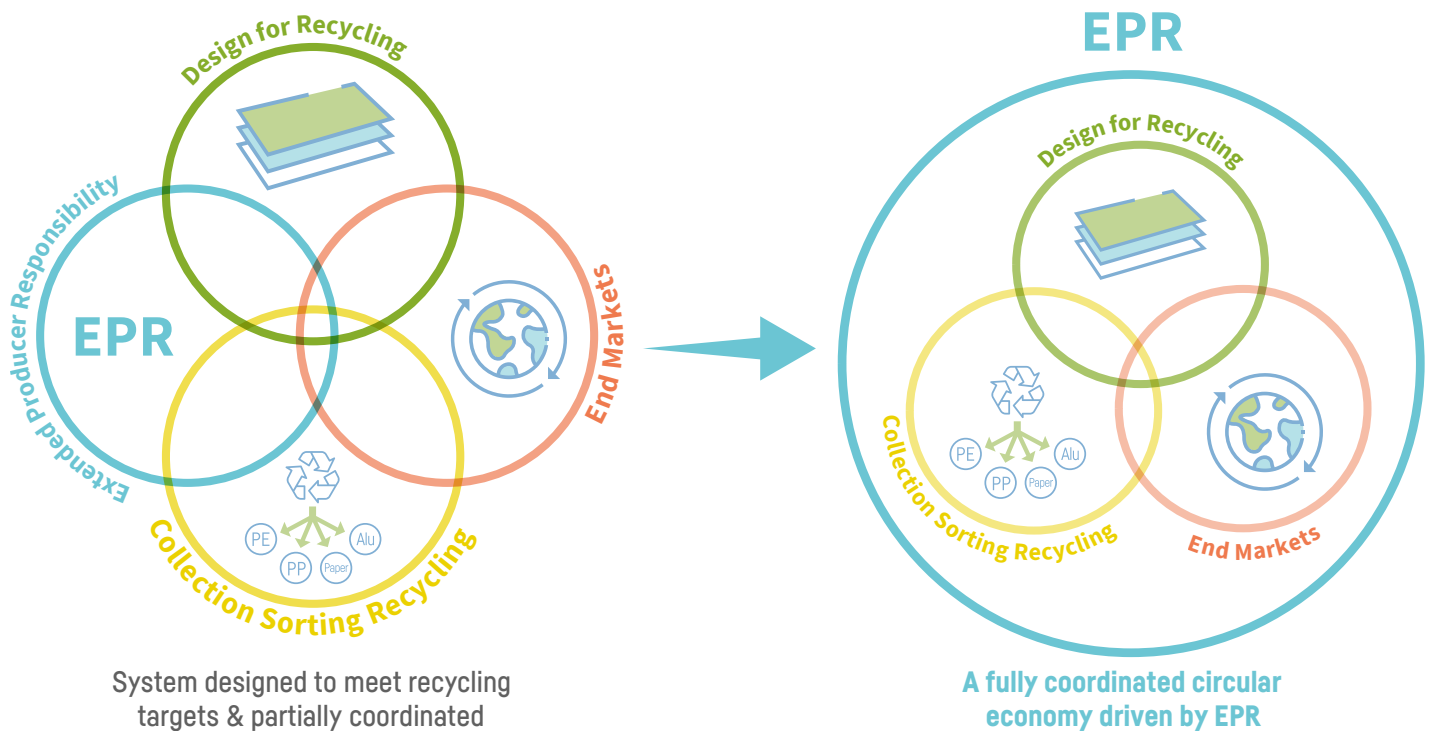 Design for Recycling
Extended Producer Responsibility
EPR
End Markets
PE
PP
Paper
Alu
Collection Sorting Recycling
System designed to meet recycling
targets & partially coordinated
EPR
Design for Recycling
PE
PP
Paper
Alu
Collection Sorting Recycling
End Markets
A fully coordinated circular
economy driven by EPR